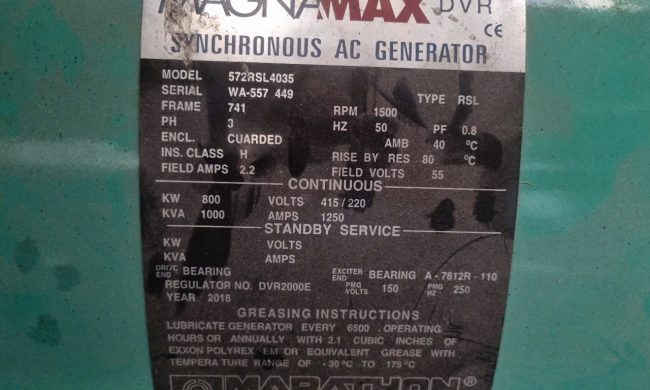 MAGNAMAX DVR
CE
SYNCHRONOUS AC GENERATOR
MODEL 572RSL4035
SERIAL WA-557 449 TYPE RSL
FRAME 741 RPM 1500
PH 3 HZ 50 PF 0.8
ENCL. CUARDED AMB 40 °C
INS. CLASS H RISE BY RES 80 °C
FIELD AMPS 2.2 FIELD VOLTS 55
CONTINUOUS
KW 800 VOLTS 415 / 220
KVA 1000 AMPS 1250
STANDBY SERVICE
KW VOLTS
KVA AMPS
DRIVE END BEARING EXCITER END BEARING A - 7812R - 110
REGULATOR NO. DVR2000E PMG VOLTS 150 PMG HZ 250
YEAR 2018
GREASING INSTRUCTIONS
LUBRICATE GENERATOR EVERY 6500 .OPERATING
HOURS OR ANNUALLY WITH 2.1 CUBIC INCHES OF
EXXON POLYREX EM OR EQUIVALENT GREASE WITH
TEMPERA TURE RANGE OF - 30°C TO 175°C
MARATHON®